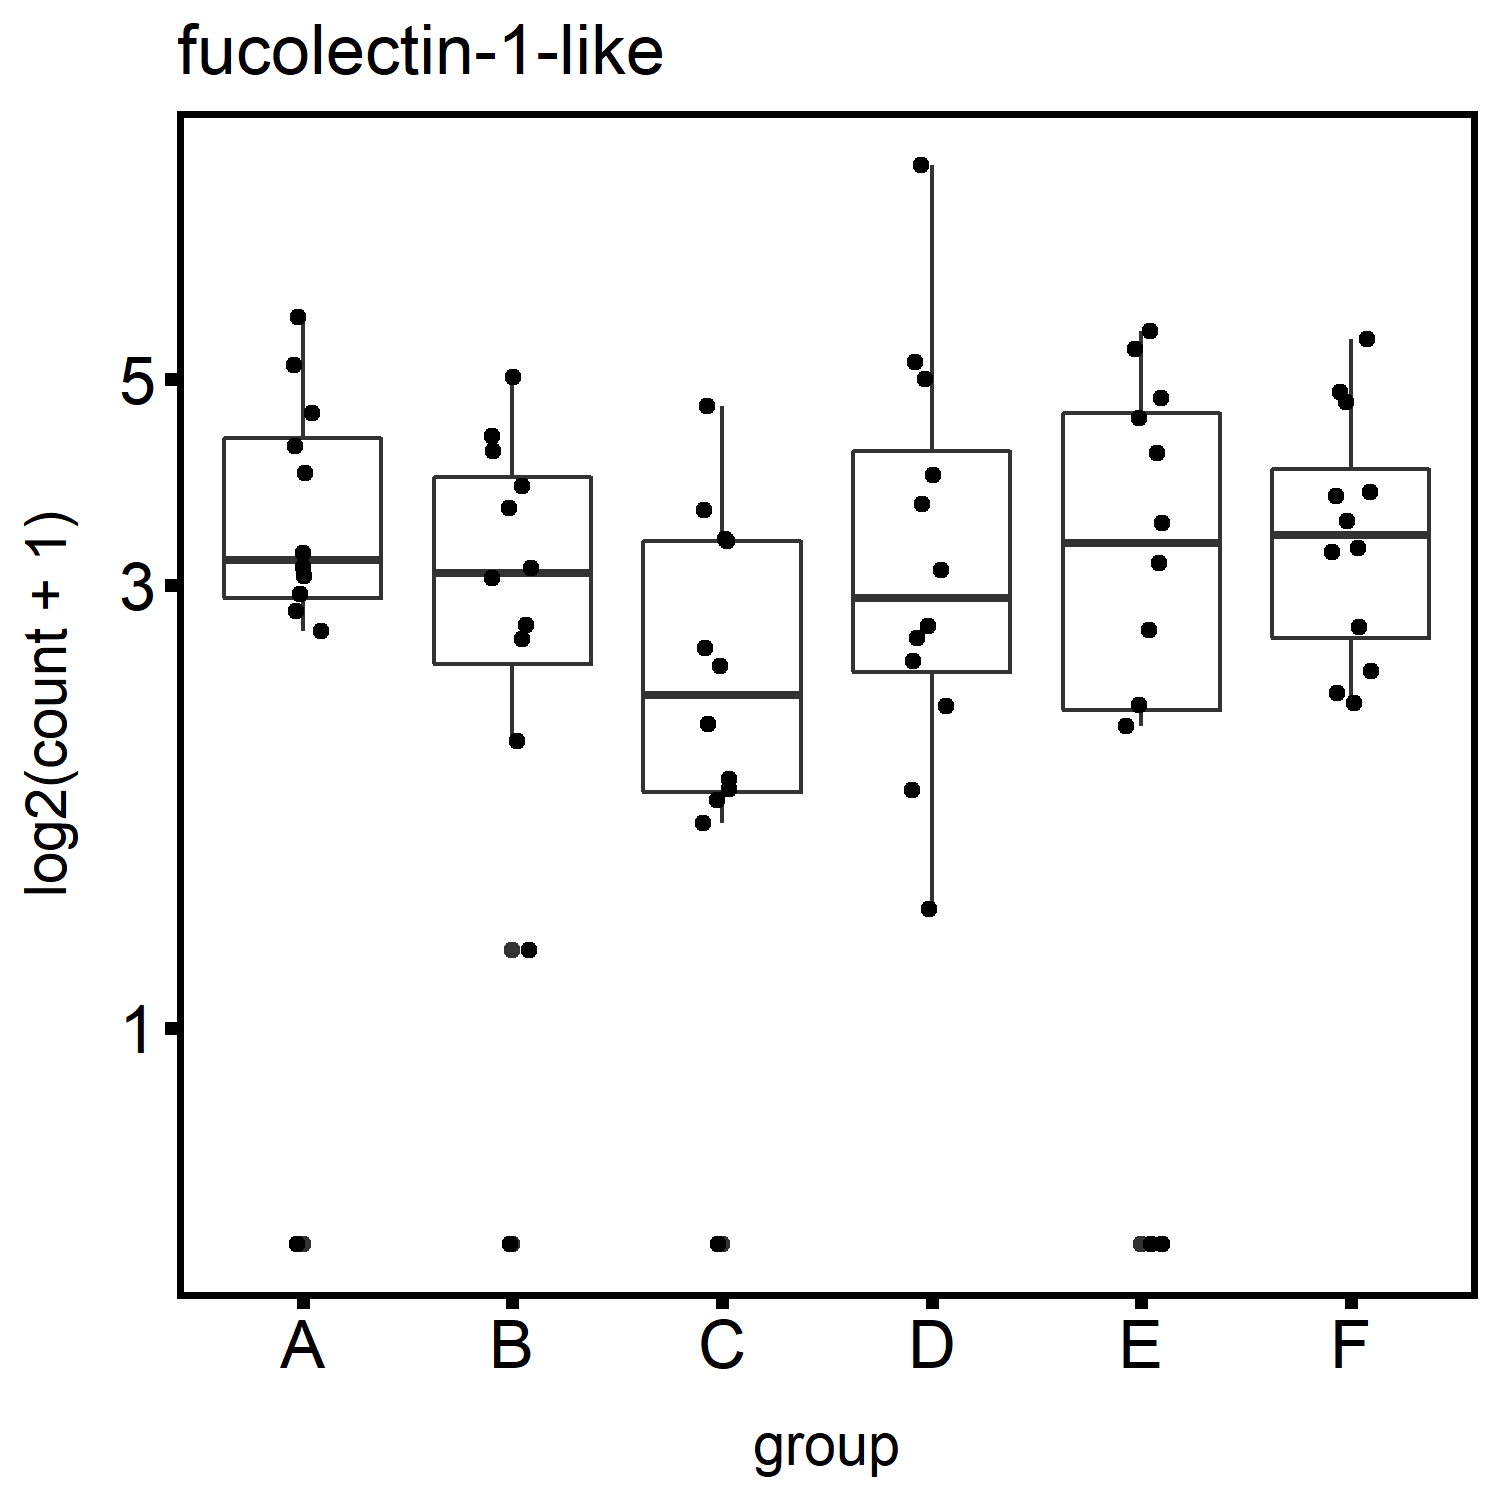 fucolectin-1-like
log2(count + 1)
5
3
1
A B C D E F
group